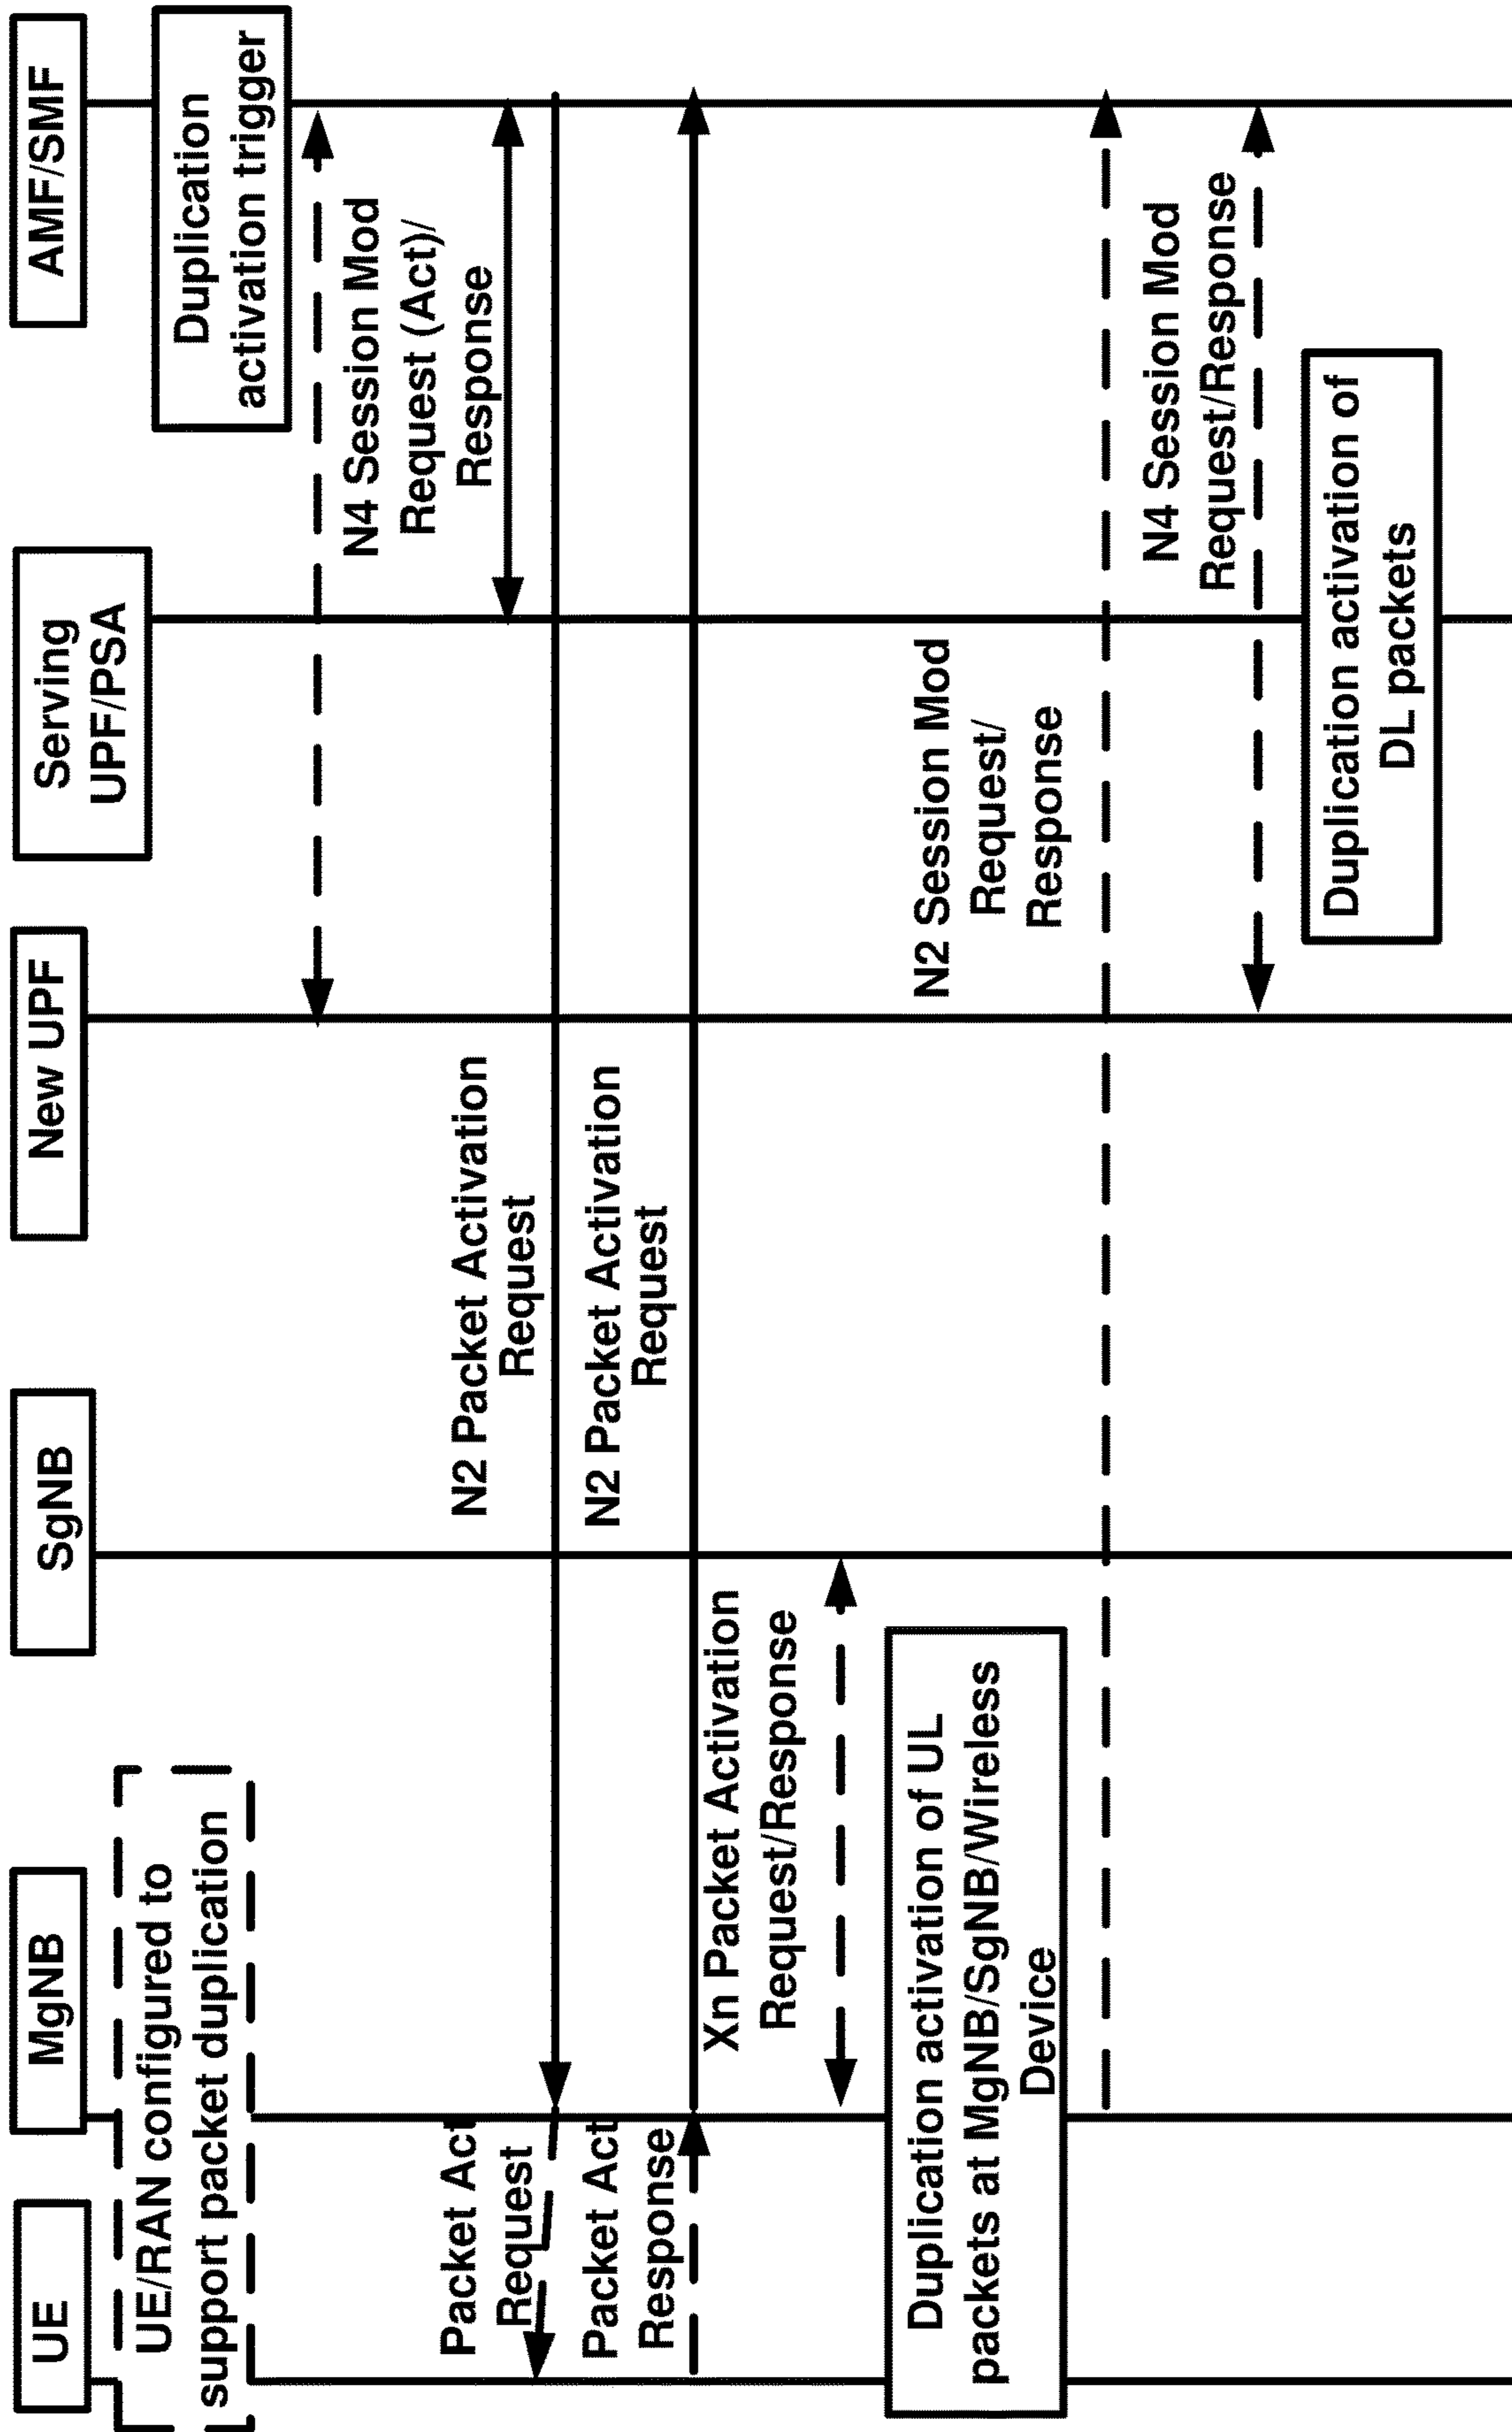 UE
MgNB
SgNB
New UPF
Serving
UPF/PSA
AMF/SMF
UE/RAN configured to
support packet duplication
Duplication
activation trigger
N4 Session Mod
Request (Act)/
Response
Packet Act
Request
N2 Packet Activation
Request
Packet Act
Response
N2 Packet Activation
Request
Xn Packet Activation
Request/Response
Duplication activation of UL
packets at MgNB/SgNB/Wireless
Device
N2 Session Mod
Request/
Response
N4 Session Mod
Request/Response
Duplication activation of
DL packets